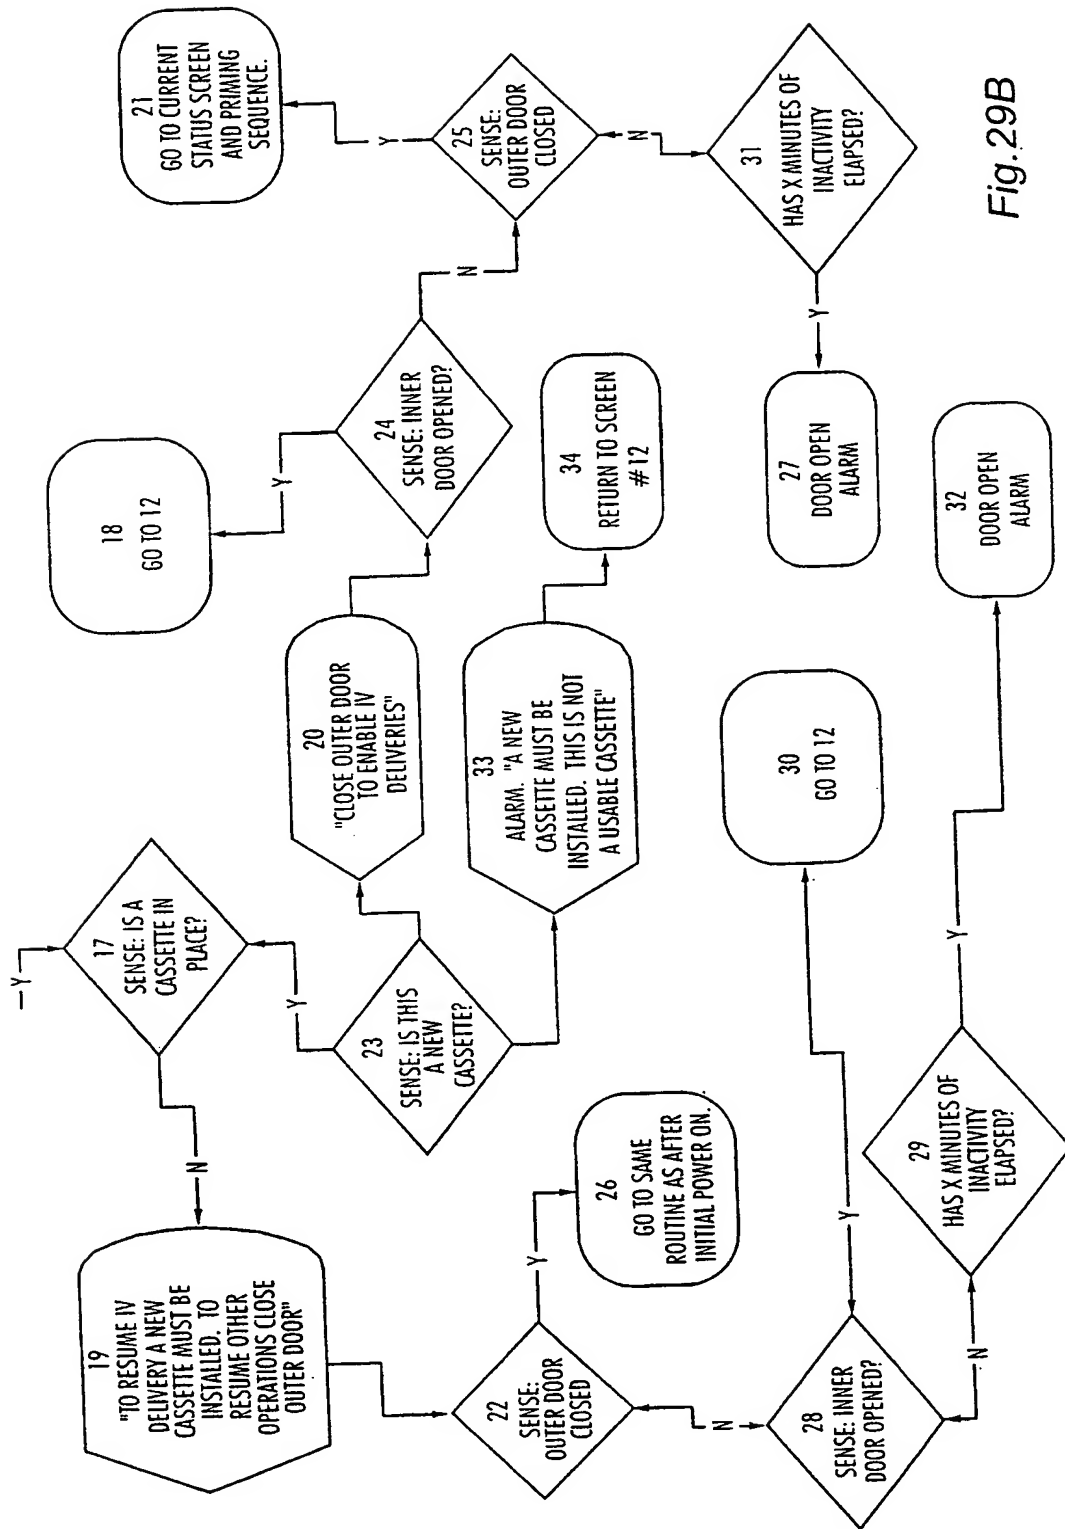 - Y -
17
SENSE: IS A
CASSETTE IN
PLACE?
N
Y
19
"TO RESUME IV
DELIVERY A NEW
CASSETTE MUST BE
INSTALLED. TO
RESUME OTHER
OPERATIONS CLOSE
OUTER DOOR"
23
SENSE: IS THIS
A NEW
CASSETTE?
20
"CLOSE OUTER DOOR
TO ENABLE IV
DELIVERIES"
18
GO TO 12
Y
24
SENSE: INNER
DOOR OPENED?
N
21
GO TO CURRENT
STATUS SCREEN
AND PRIMING
SEQUENCE.
Y
25
SENSE:
OUTER DOOR
CLOSED
N
22
SENSE:
OUTER DOOR
CLOSED
Y
26
GO TO SAME
ROUTINE AS AFTER
INITIAL POWER ON.
33
ALARM. "A NEW
CASSETTE MUST BE
INSTALLED. THIS IS NOT
A USABLE CASSETTE"
34
RETURN TO SCREEN
#12
31
HAS X MINUTES OF
INACTIVITY
ELAPSED?
Y
27
DOOR OPEN
ALARM
N
28
SENSE: INNER
DOOR OPENED?
Y
30
GO TO 12
N
29
HAS X MINUTES OF
INACTIVITY
ELAPSED?
Y
32
DOOR OPEN
ALARM
Fig.29B